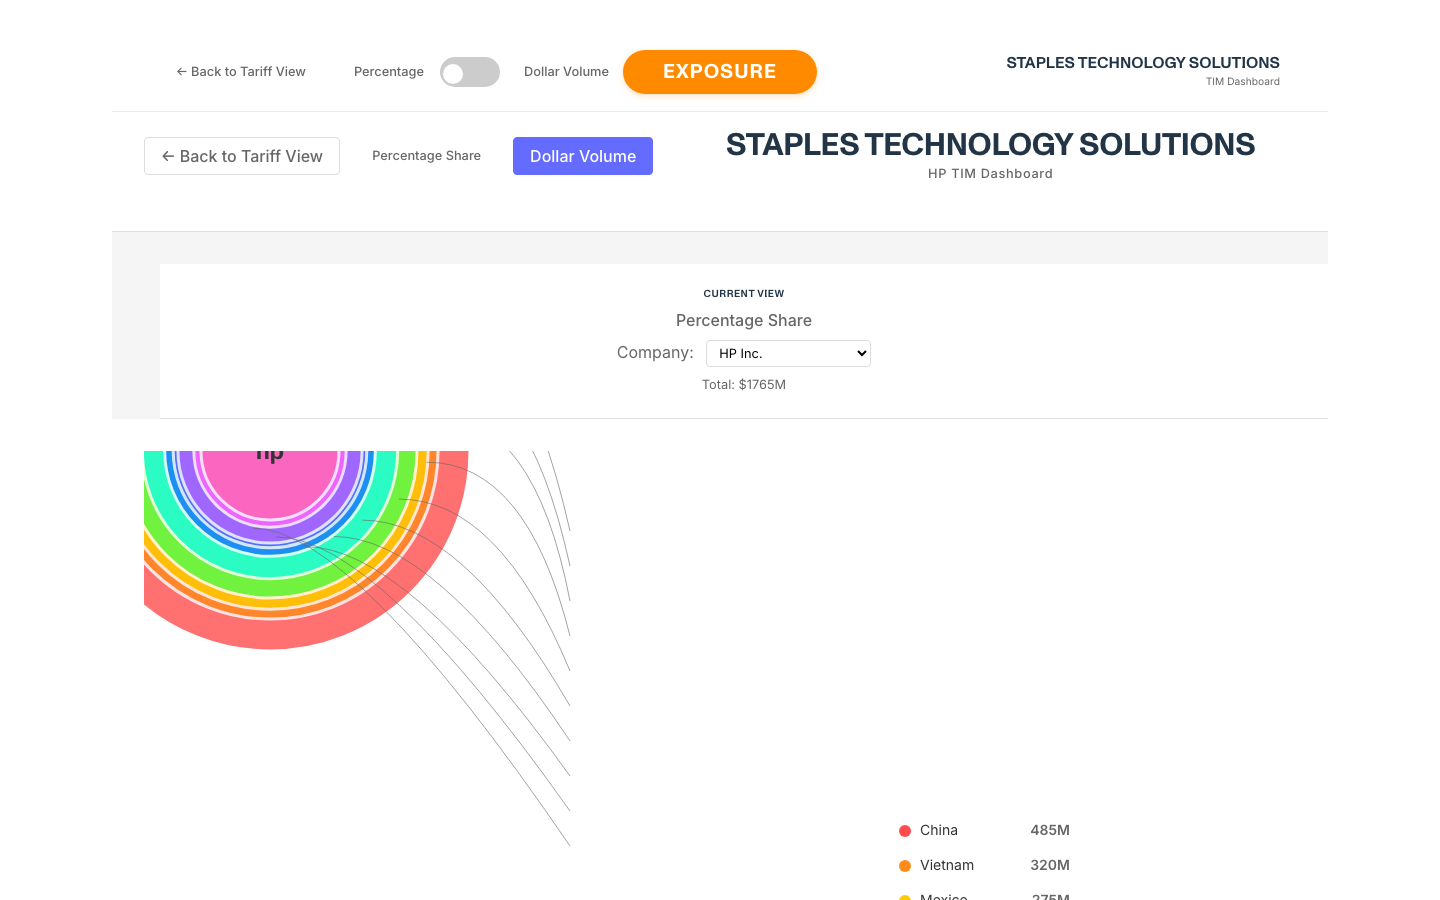 ← Back to Tariff View
Percentage
Dollar Volume
EXPOSURE
STAPLES TECHNOLOGY SOLUTIONS
TIM Dashboard
← Back to Tariff View
Percentage Share
Dollar Volume
STAPLES TECHNOLOGY SOLUTIONS
HP TIM Dashboard
CURRENT VIEW
Percentage Share
Company: HP Inc.
Total: $1765M
hp
China 485M
Vietnam 320M
Mexico 275M